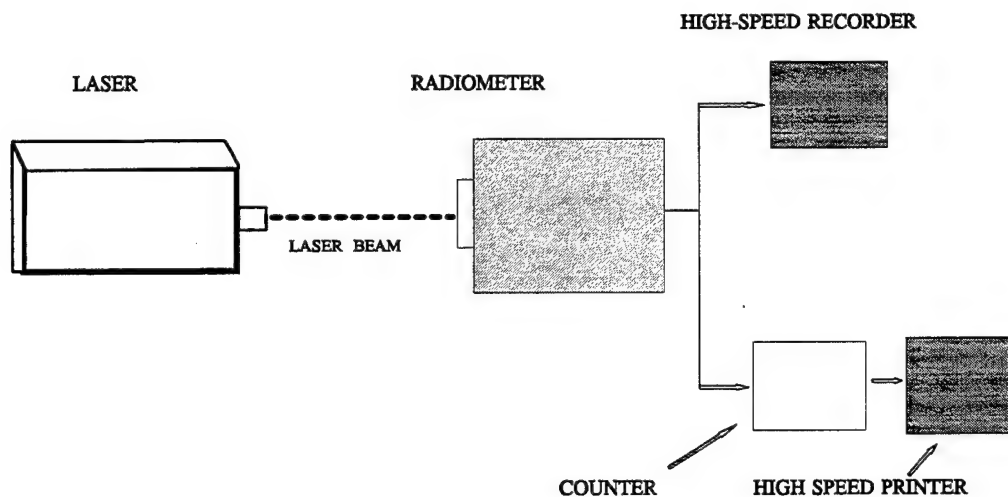 HIGH-SPEED RECORDER
LASER
RADIOMETER
LASER BEAM
COUNTER
HIGH SPEED PRINTER